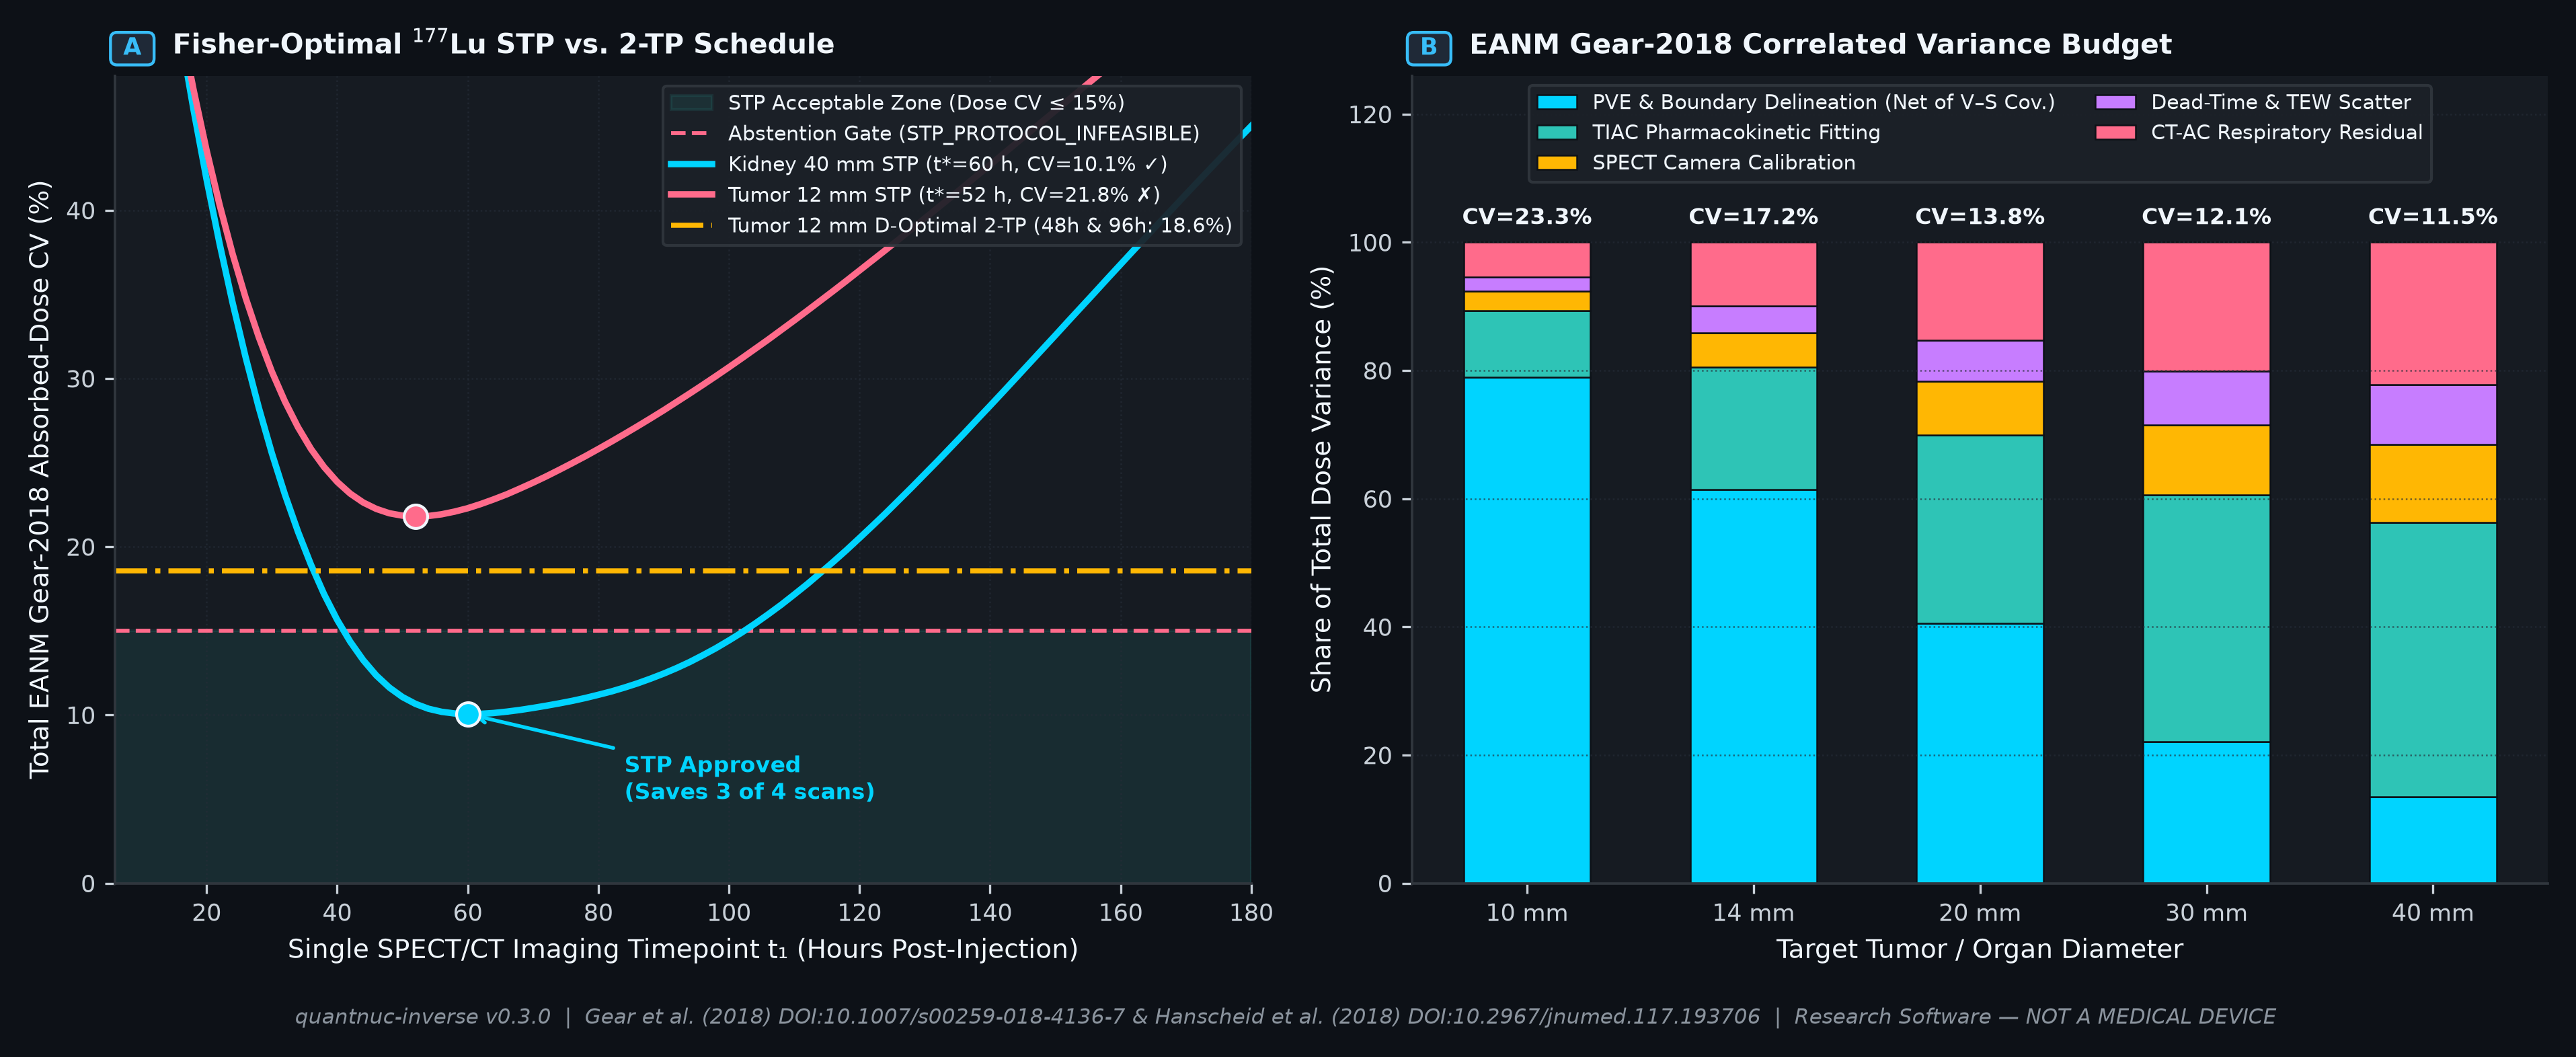 A Fisher-Optimal ¹⁷⁷Lu STP vs. 2-TP Schedule
STP Acceptable Zone (Dose CV ≤ 15%)
Abstention Gate (STP_PROTOCOL_INFEASIBLE)
Kidney 40 mm STP (t*=60 h, CV=10.1% ✓)
Tumor 12 mm STP (t*=52 h, CV=21.8% ✗)
Tumor 12 mm D-Optimal 2-TP (48h & 96h: 18.6%)
Total EANM Gear-2018 Absorbed-Dose CV (%)
40
30
20
10
0
STP Approved
(Saves 3 of 4 scans)
20 40 60 80 100 120 140 160 180
Single SPECT/CT Imaging Timepoint t₁ (Hours Post-Injection)
B EANM Gear-2018 Correlated Variance Budget
PVE & Boundary Delineation (Net of V–S Cov.)
TIAC Pharmacokinetic Fitting
SPECT Camera Calibration
Dead-Time & TEW Scatter
CT-AC Respiratory Residual
CV=23.3% CV=17.2% CV=13.8% CV=12.1% CV=11.5%
Share of Total Dose Variance (%)
120
100
80
60
40
20
0
10 mm 14 mm 20 mm 30 mm 40 mm
Target Tumor / Organ Diameter
quantnuc-inverse v0.3.0 | Gear et al. (2018) DOI:10.1007/s00259-018-4136-7 & Hanscheid et al. (2018) DOI:10.2967/jnumed.117.193706 | Research Software — NOT A MEDICAL DEVICE